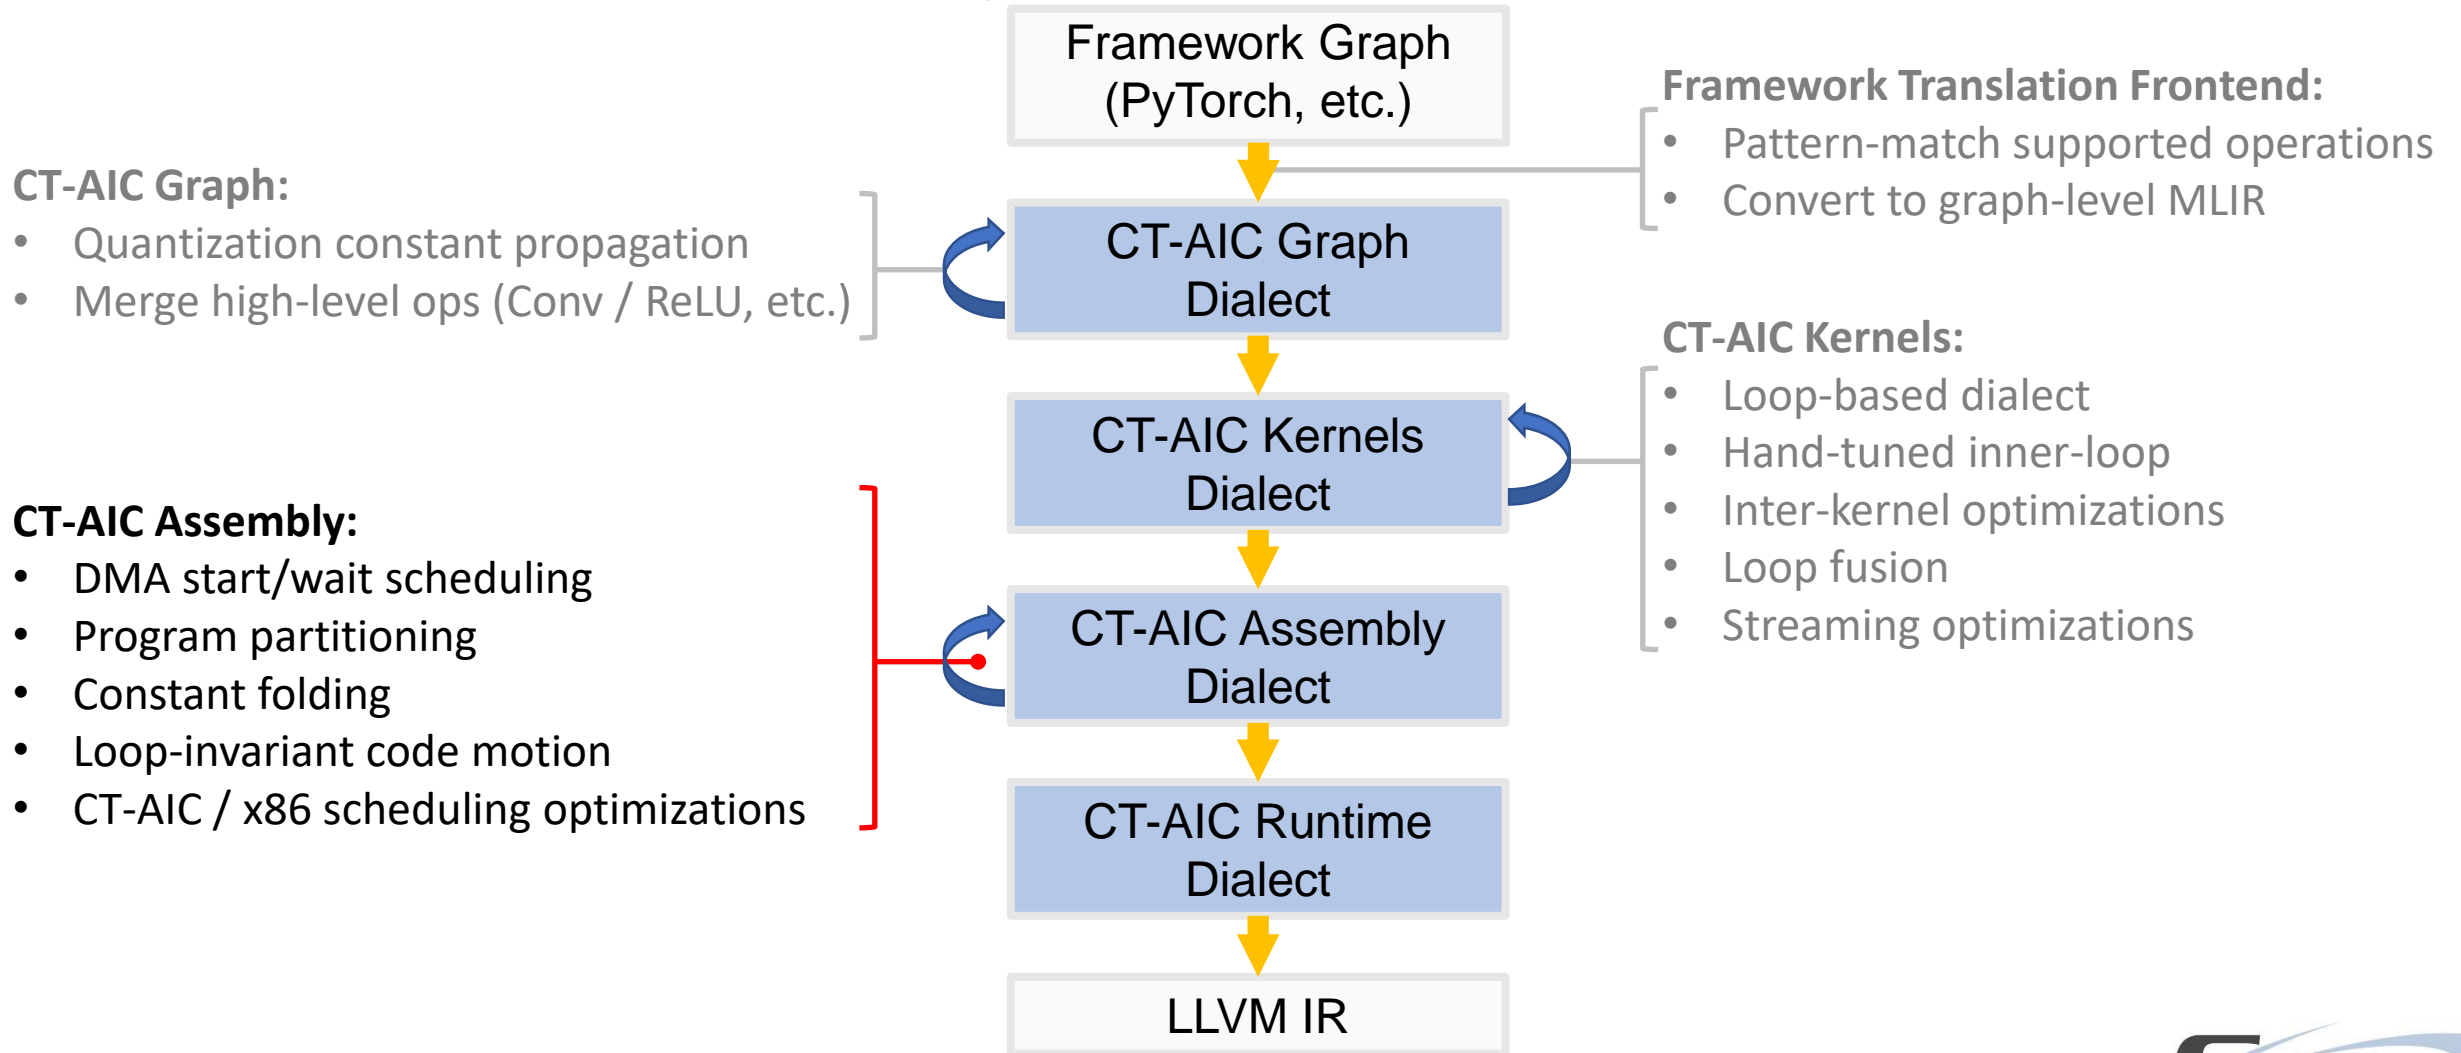 Framework Graph
(PyTorch, etc.)
Framework Translation Frontend:
• Pattern-match supported operations
• Convert to graph-level MLIR
CT-AIC Graph:
• Quantization constant propagation
• Merge high-level ops (Conv / ReLU, etc.)
CT-AIC Graph
Dialect
CT-AIC Kernels
Dialect
CT-AIC Kernels:
• Loop-based dialect
• Hand-tuned inner-loop
• Inter-kernel optimizations
• Loop fusion
• Streaming optimizations
CT-AIC Assembly:
• DMA start/wait scheduling
• Program partitioning
• Constant folding
• Loop-invariant code motion
• CT-AIC / x86 scheduling optimizations
CT-AIC Assembly
Dialect
CT-AIC Runtime
Dialect
LLVM IR